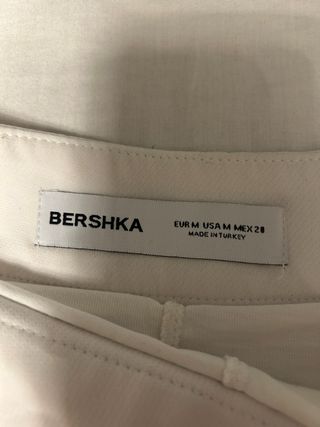 BERSHKA
EUR M USA M MEX 28
MADE IN TURKEY